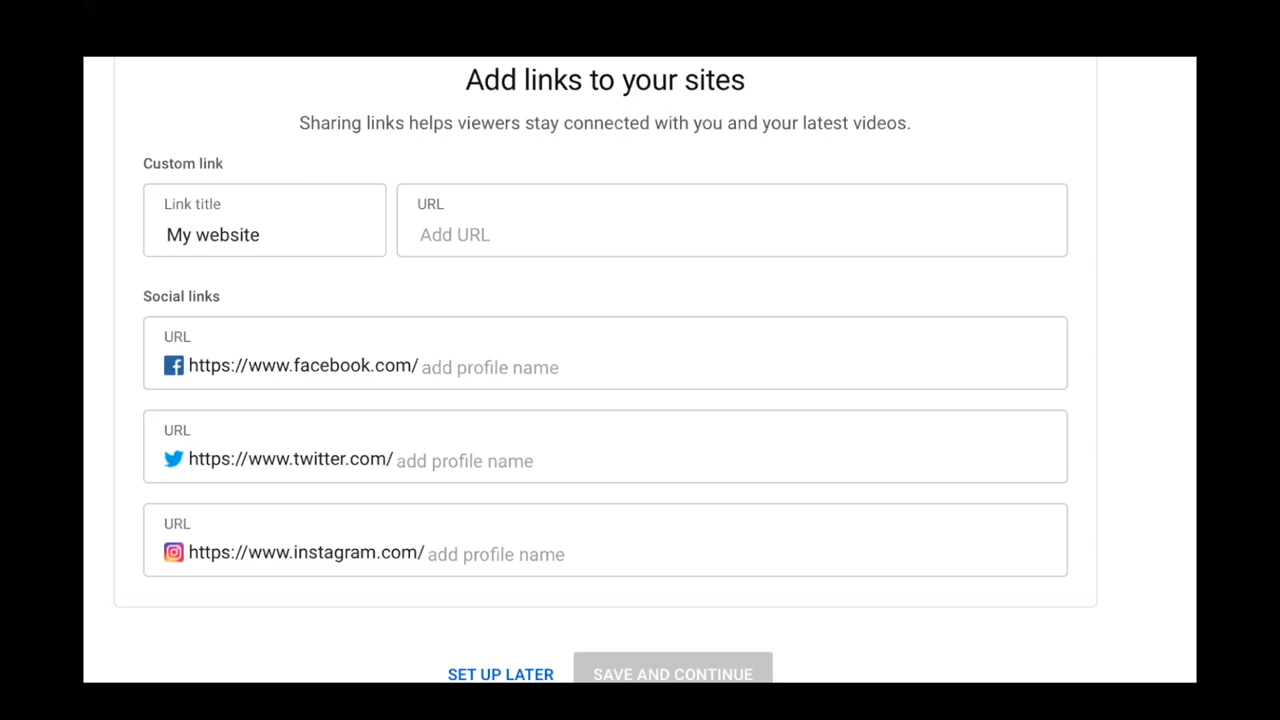 Add links to your sites
Sharing links helps viewers stay connected with you and your latest videos.
Custom link
Link title
My website
URL
Add URL
Social links
URL
https://www.facebook.com/ add profile name
URL
https://www.twitter.com/ add profile name
URL
https://www.instagram.com/ add profile name
SET UP LATER
SAVE AND CONTINUE